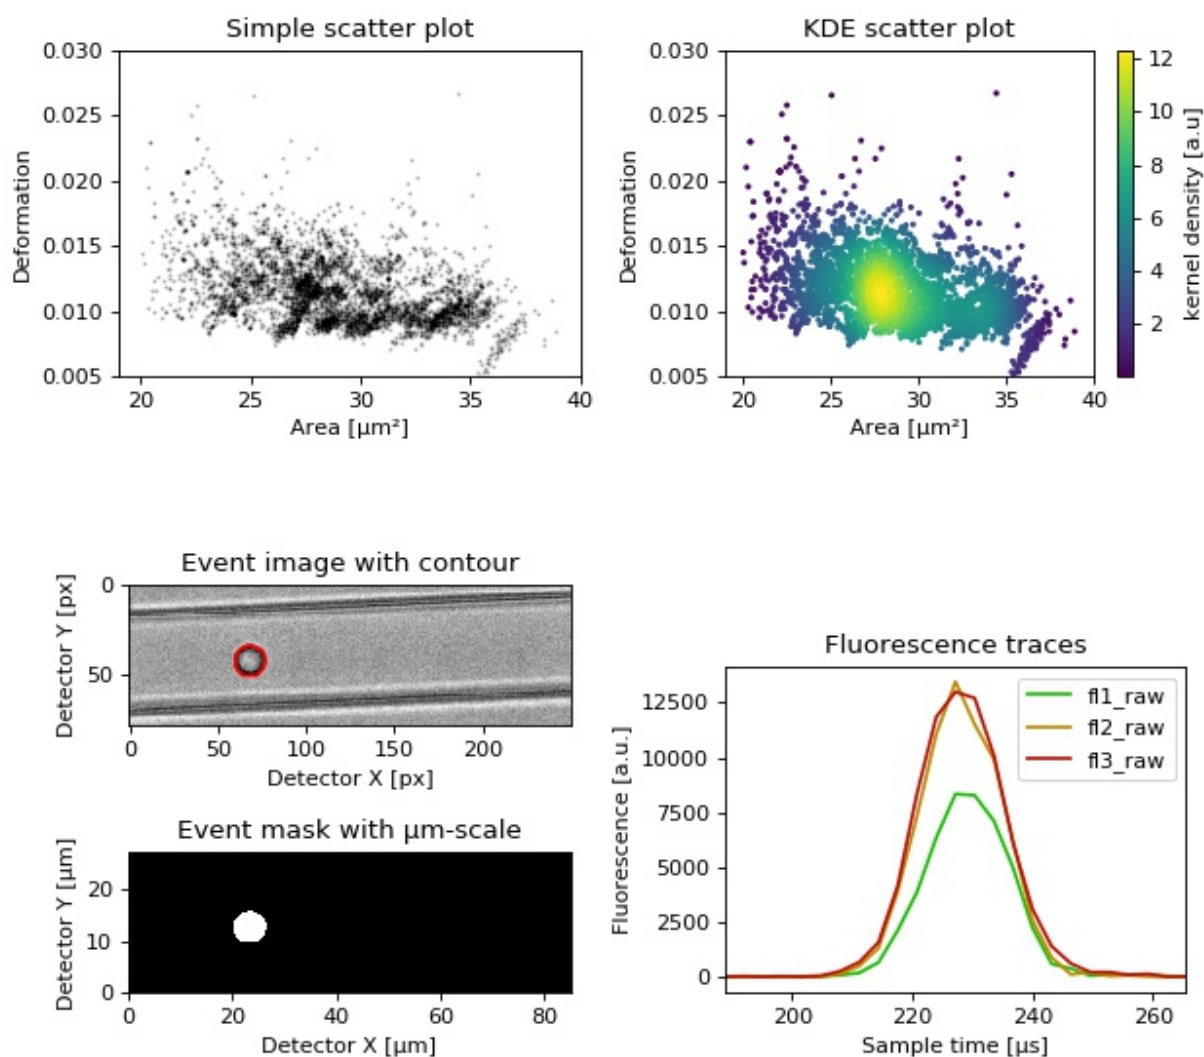 Simple scatter plot
0.030
0.025
0.020
0.015
0.010
0.005
Deformation
20 25 30 35 40
Area [μm²]
KDE scatter plot
0.030
0.025
0.020
0.015
0.010
0.005
Deformation
20 25 30 35 40
Area [μm²]
12
10
8
6
4
2
kernel density [a.u]
Event image with contour
0
50
Detector Y [px]
0 50 100 150 200
Detector X [px]
Event mask with μm-scale
20
10
0
Detector Y [μm]
0 20 40 60 80
Detector X [μm]
Fluorescence traces
12500
10000
7500
5000
2500
0
Fluorescence [a.u.]
fl1_raw
fl2_raw
fl3_raw
200 220 240 260
Sample time [μs]